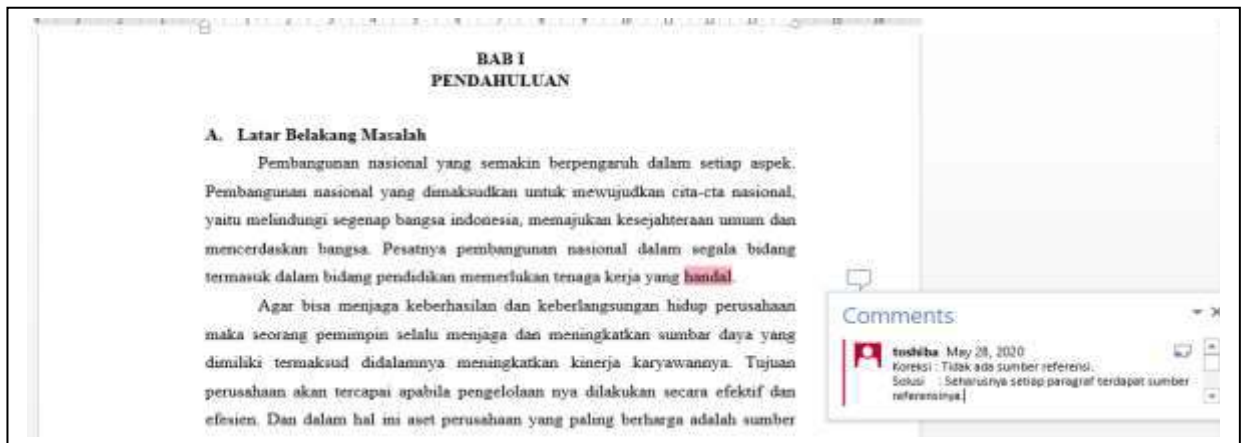 BAB I
PENDAHULUAN
A. Latar Belakang Masalah
Pembangunan nasional yang semakin berpengaruh dalam setiap aspek.
Pembangunan nasional yang dimaksudkan untuk mewujudkan cita-cta nasional,
yaitu melindungi segenap bangsa indonesia, memajukan kesejahteraan umum dan
mencerdaskan bangsa. Pesatnya pembangunan nasional dalam segala bidang
termasuk dalam bidang pendidikan memerlukan tenaga kerja yang handal.
Agar bisa menjaga keberhasilan dan keberlangsungan hidup perusahaan
maka seorang pemimpin selalu menjaga dan meningkatkan sumbar daya yang
dimiliki termaksud didalamnya meningkatkan kinerja karyawannya. Tujuan
perusahaan akan tercapai apabila pengelolaan nya dilakukan secara efektif dan
efesien. Dan dalam hal ini aset perusahaan yang paling berharga adalah sumber
Comments
toshiba May 28, 2020
Koreksi : Tidak ada sumber referensi.
Solusi : Seharusnya setiap paragraf terdapat sumber
referensinya.